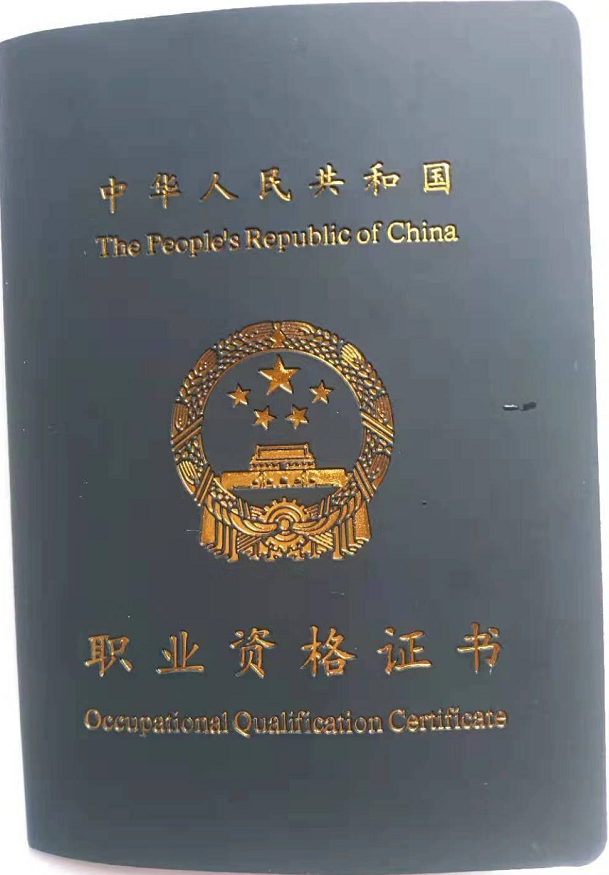 中华人民共和国
The People's Republic of China
职业资格证书
Occupational Qualification Certificate